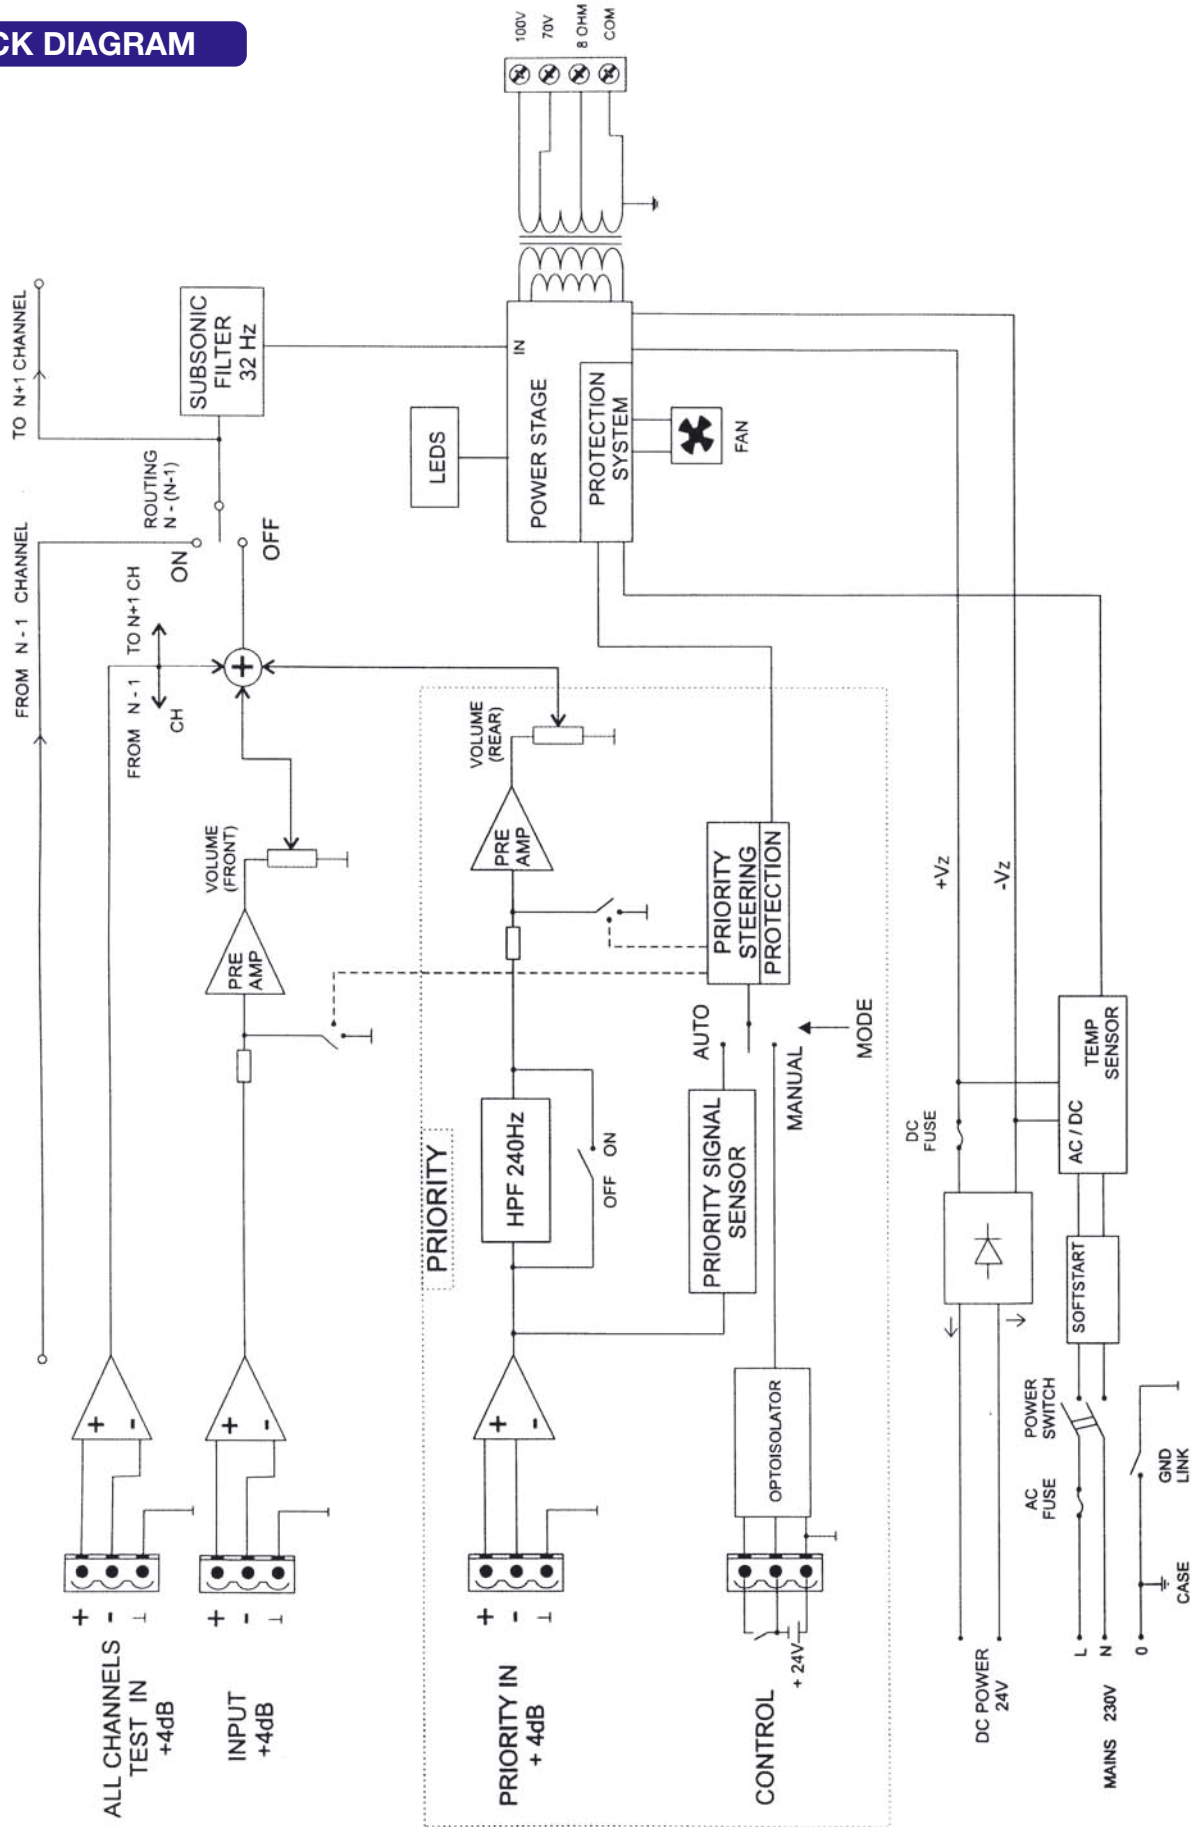 CK DIAGRAM
100V
70V
8 OHM
COM
TO N+1 CHANNEL
SUBSONIC
FILTER
32 Hz
ROUTING
N - (N-1)
FROM N - 1 CHANNEL
ON
OFF
FROM N - 1
CH
TO N+1 CH
LEDS
IN
POWER STAGE
PROTECTION
SYSTEM
FAN
VOLUME
(FRONT)
PRE
AMP
VOLUME
(REAR)
PRE
AMP
PRIORITY
STEERING
PROTECTION
AUTO
MANUAL
MODE
PRIORITY
HPF 240Hz
OFF ON
PRIORITY SIGNAL
SENSOR
OPTOISOLATOR
+Vz
-Vz
DC
FUSE
TEMP
SENSOR
AC / DC
SOFTSTART
POWER
SWITCH
AC
FUSE
GND
LINK
CASE
+
-
+
-
+
-
+
+
-
⊥
ALL CHANNELS
TEST IN
+4dB
+
-
⊥
INPUT
+4dB
+
-
⊥
PRIORITY IN
+ 4dB
+ 24V
CONTROL
DC POWER
24V
L
N
0
MAINS 230V